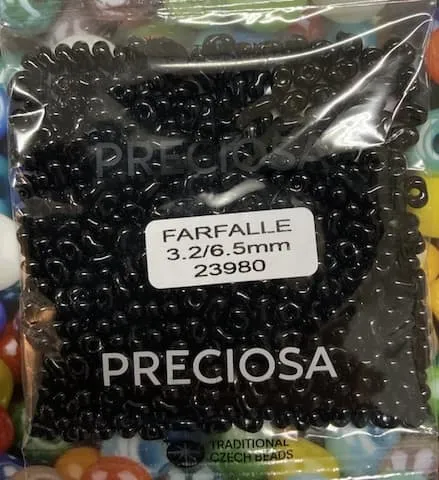 PRECIOSA
FARFALLE
3.2/6.5mm
23980
PRECIOSA
TRADITIONAL
CZECH BEADS